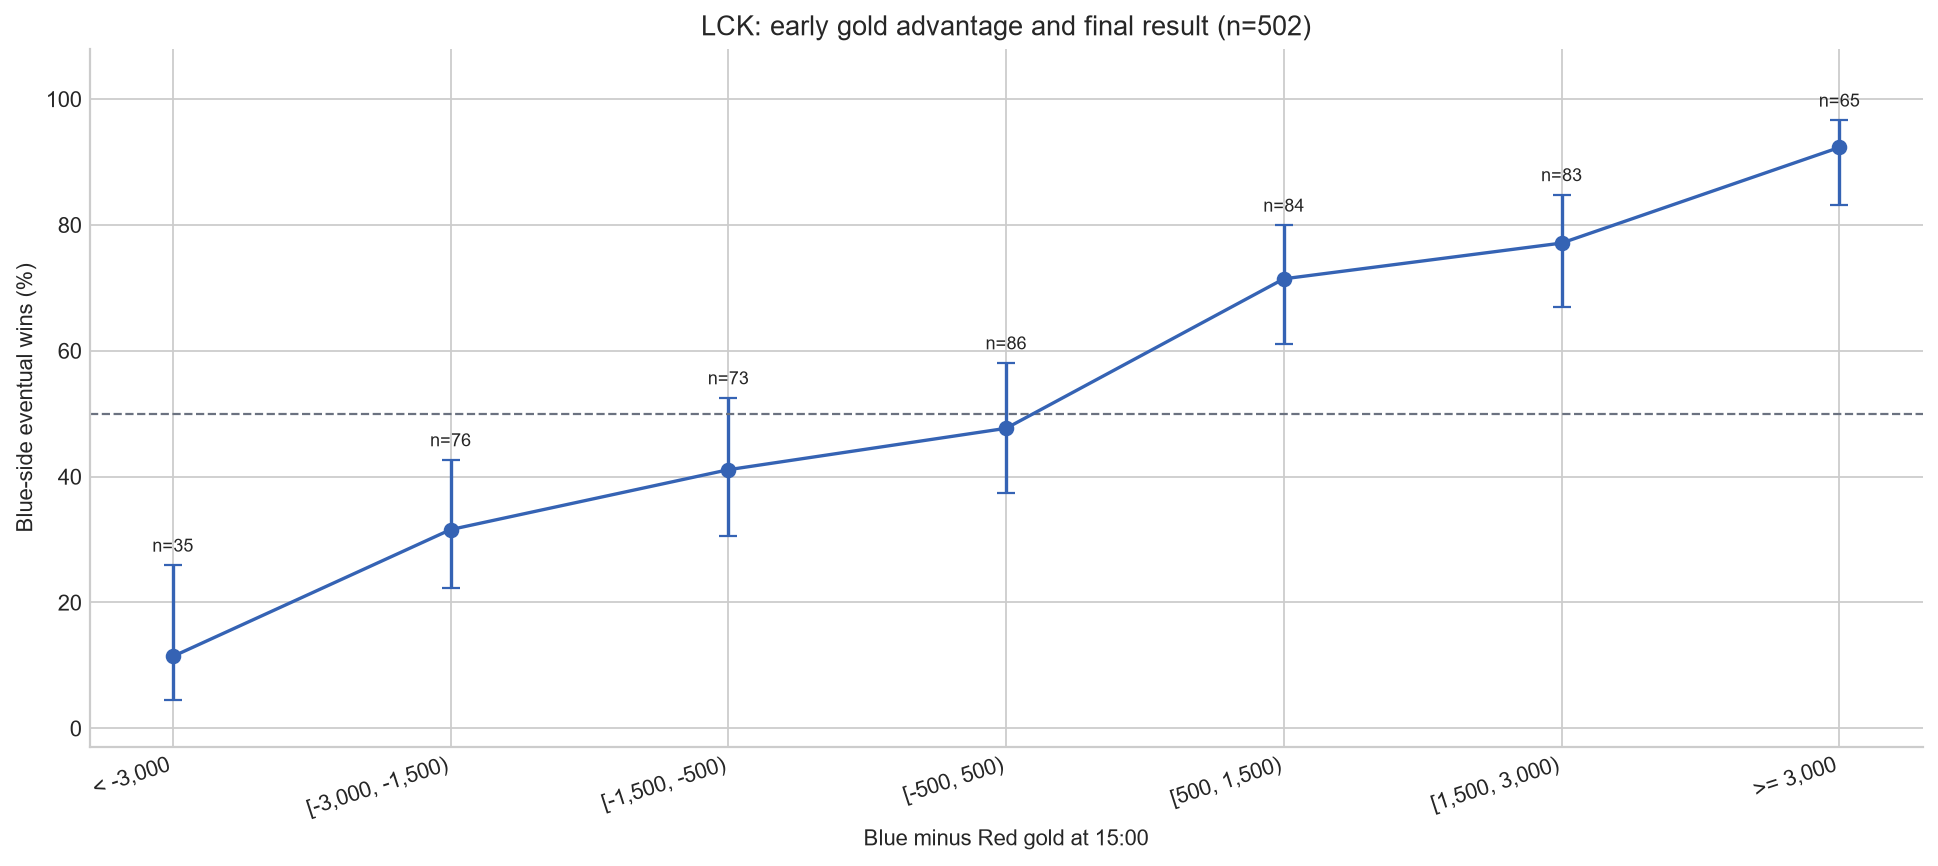 LCK: early gold advantage and final result (n=502)
Blue-side eventual wins (%)
100
80
60
40
20
0
n=35
n=76
n=73
n=86
n=84
n=83
n=65
< -3,000
[-3,000, -1,500)
[-1,500, -500)
[-500, 500)
[500, 1,500)
[1,500, 3,000)
>= 3,000
Blue minus Red gold at 15:00